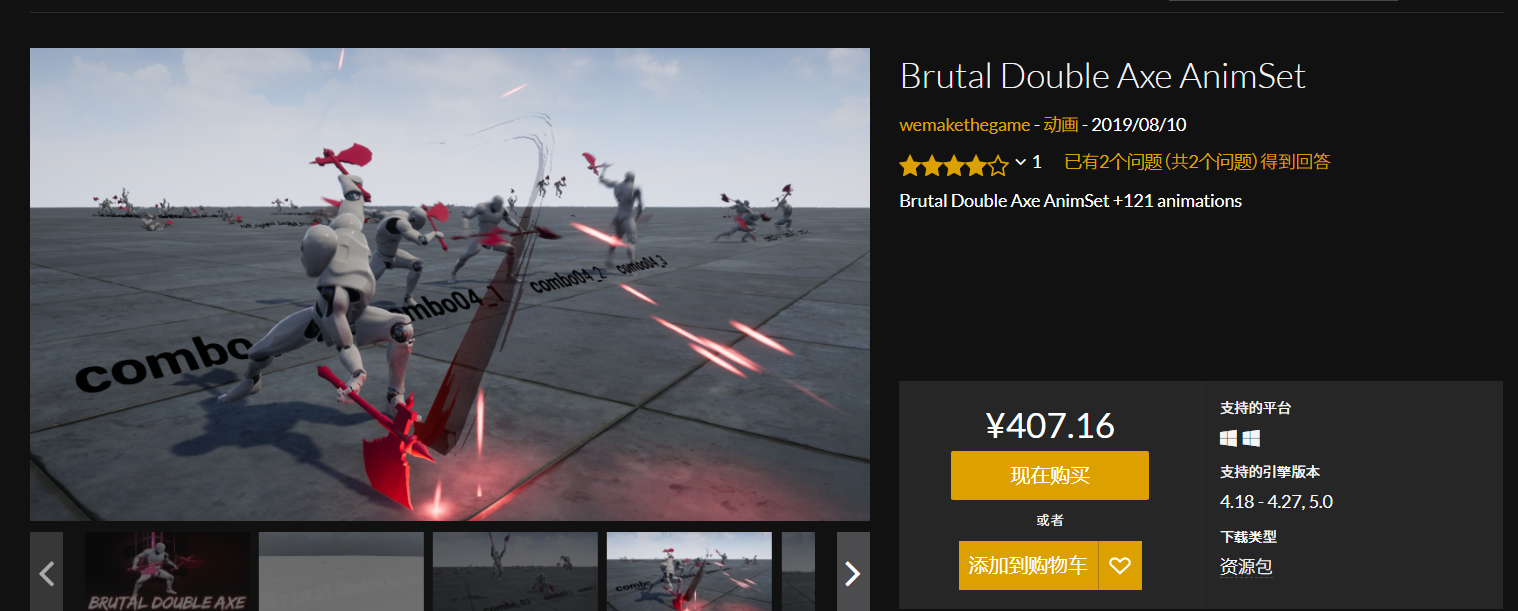 Brutal Double Axe AnimSet
wemakethegame - 动画 - 2019/08/10
1 已有2个问题 (共2个问题) 得到回答
Brutal Double Axe AnimSet +121 animations
combo04_3
combo04_2
mbo04_1
combo
¥407.16
现在购买
或者
添加到购物车
支持的平台
支持的引擎版本
4.18 - 4.27, 5.0
下载类型
资源包
BRUTAL DOUBLE AXE
combo